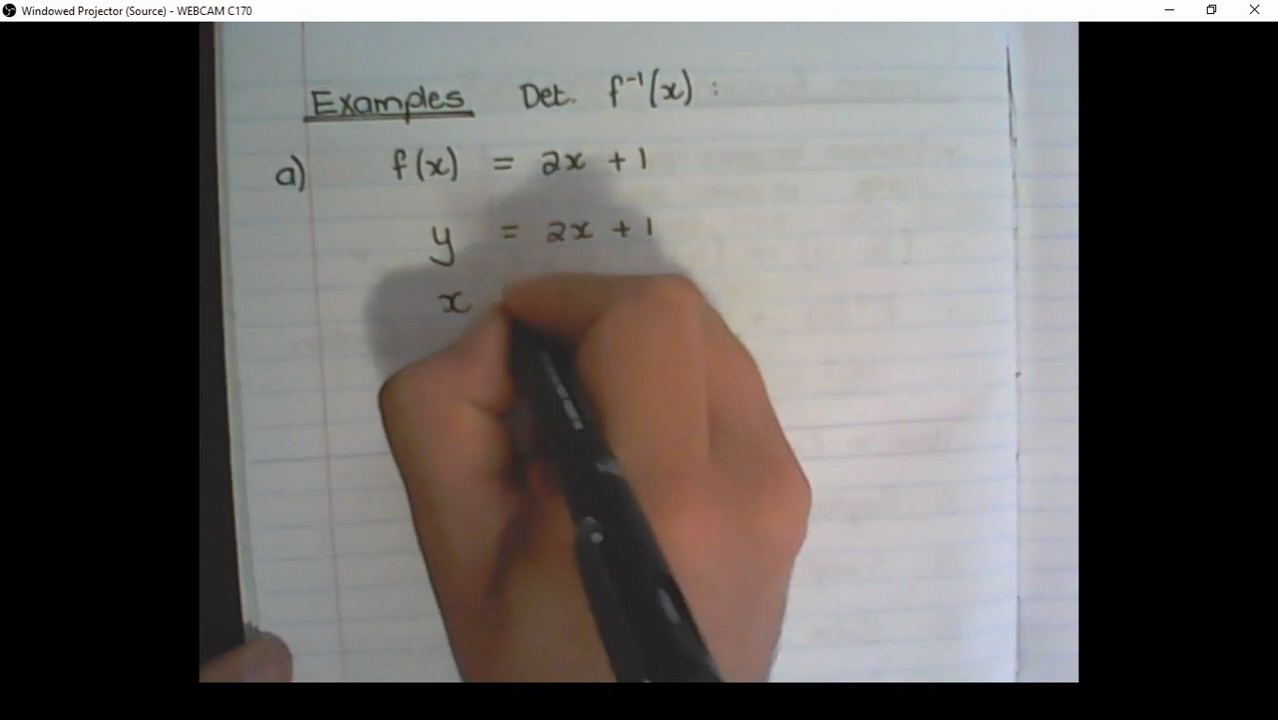 Windowed Projector (Source) - WEBCAM C170
Examples Det. f⁻¹(x) :
a) f(x) = 2x + 1
y = 2x + 1
x